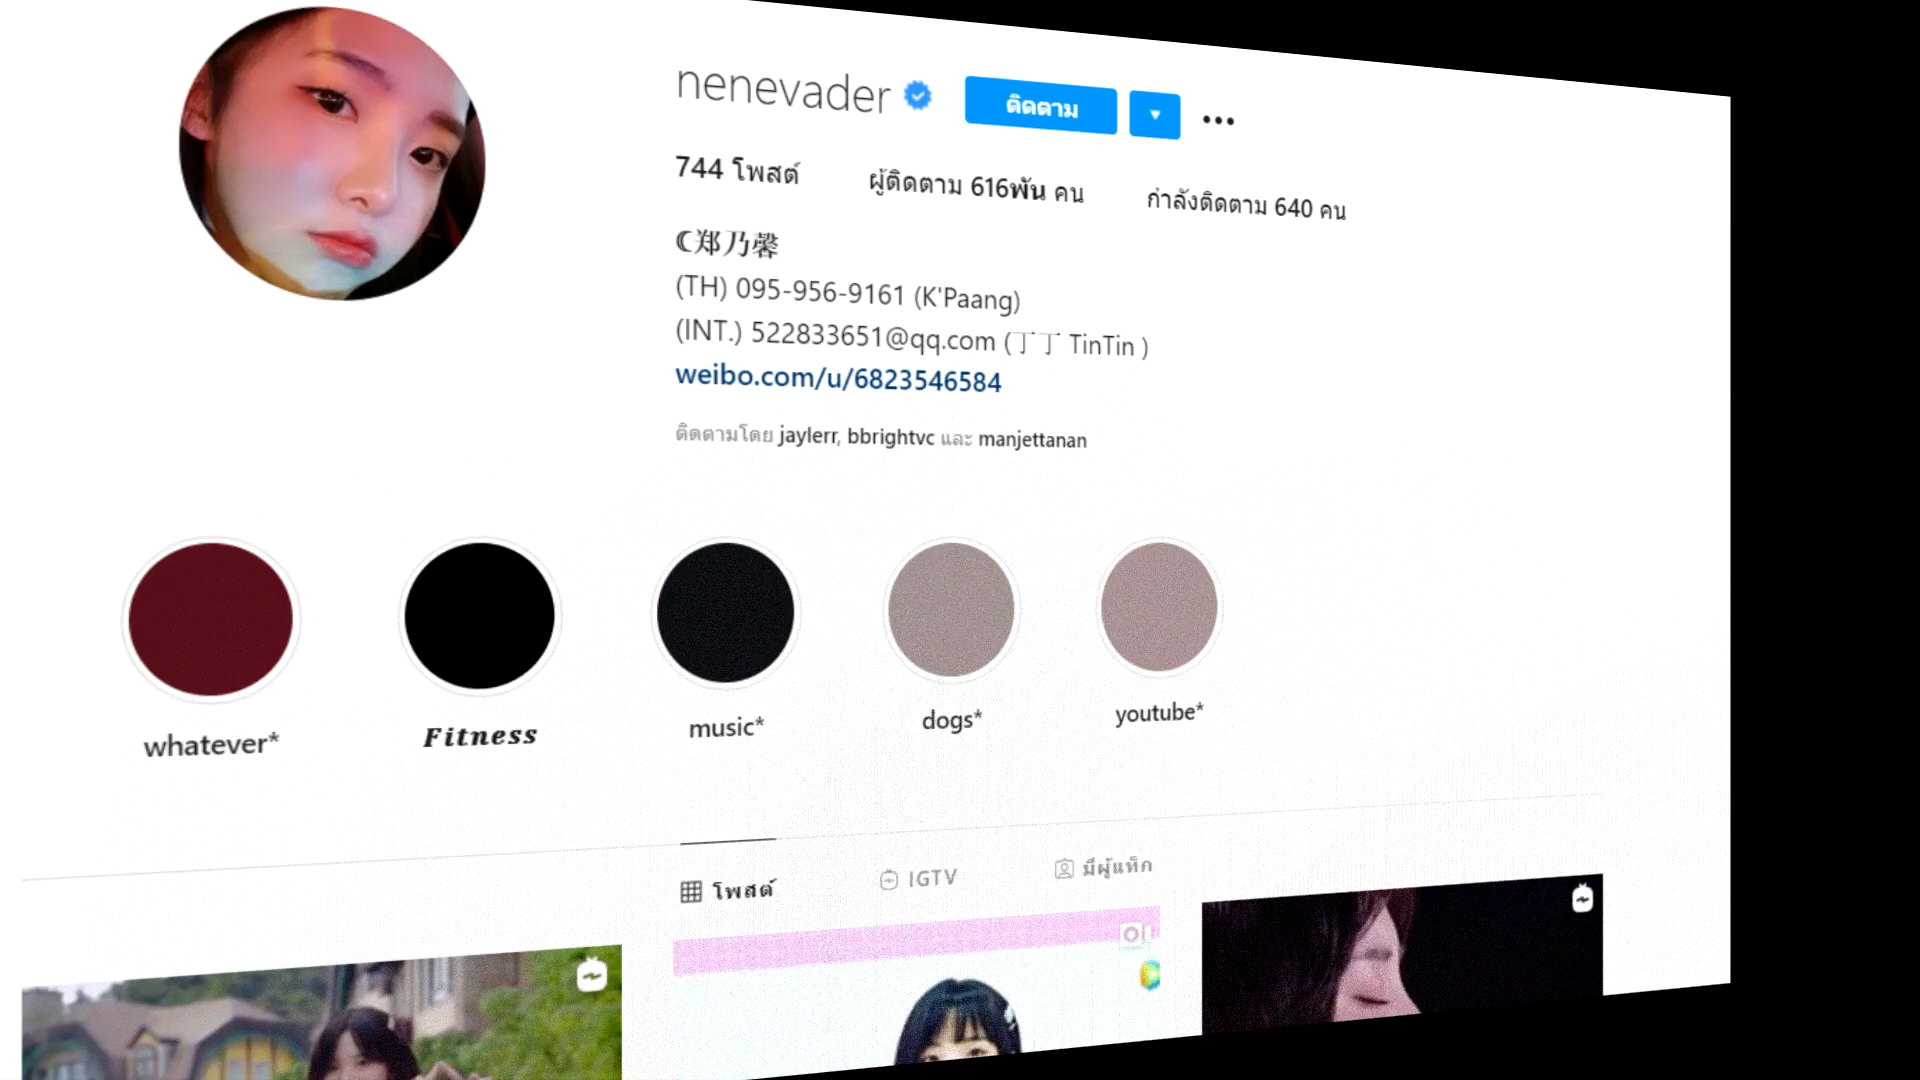 nenevader ติดตาม
744 โพสต์ ผู้ติดตาม 616พัน คน กำลังติดตาม 640 คน
☾郑乃馨
(TH) 095-956-9161 (K'Paang)
(INT.) 522833651@qq.com (丁丁 TinTin )
weibo.com/u/6823546584
ติดตามโดย jaylerr, bbrightvc และ manjettanan
whatever* Fitness music* dogs* youtube*
โพสต์ IGTV มีผู้แท็ก